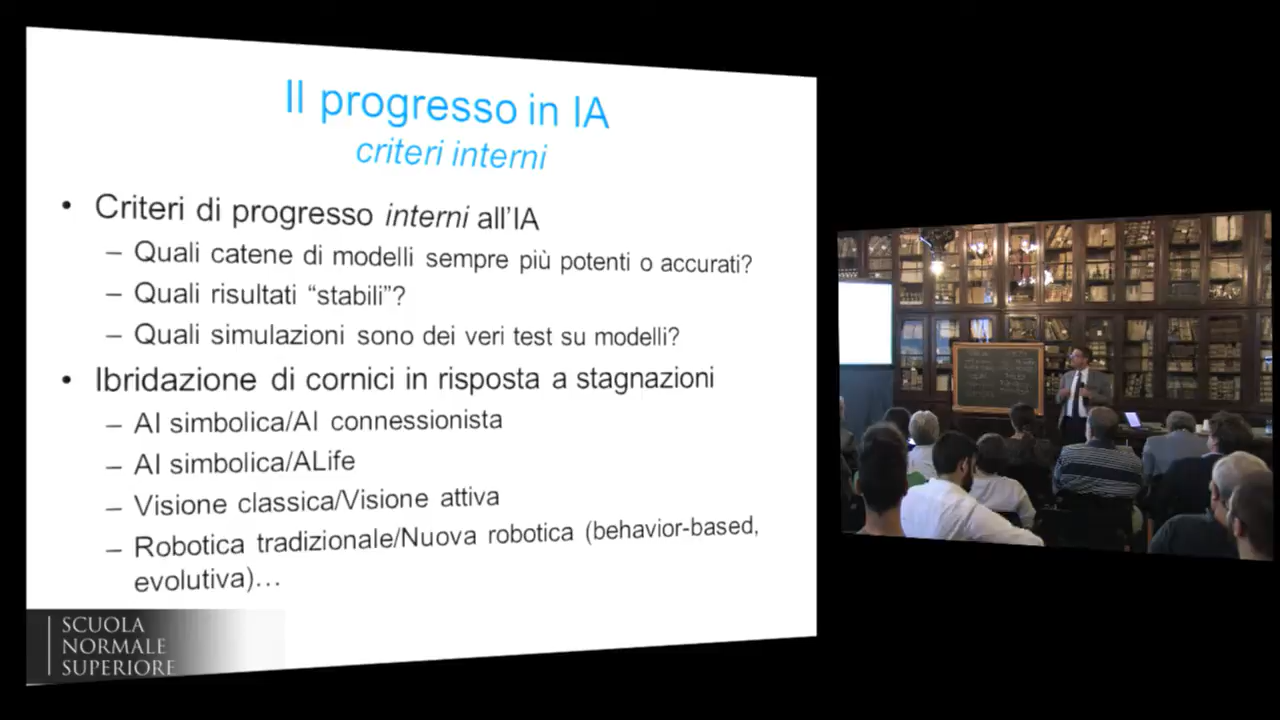 Il progresso in IA
criteri interni
• Criteri di progresso interni all'IA
– Quali catene di modelli sempre più potenti o accurati?
– Quali risultati “stabili”?
– Quali simulazioni sono dei veri test su modelli?
• Ibridazione di cornici in risposta a stagnazioni
– AI simbolica/AI connessionista
– AI simbolica/ALife
– Visione classica/Visione attiva
– Robotica tradizionale/Nuova robotica (behavior-based,
evolutiva)…
SCUOLA
NORMALE
SUPERIORE